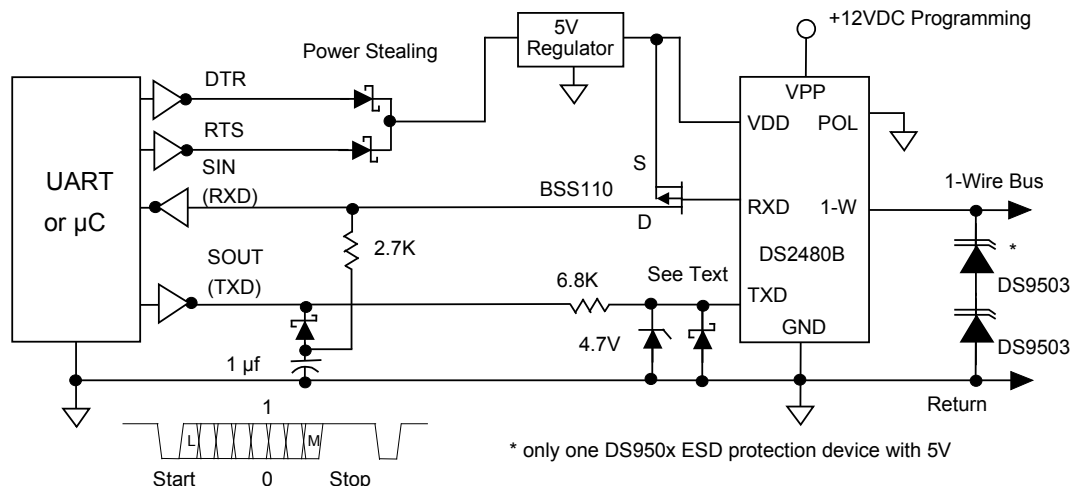 +12VDC Programming
5V
Regulator
Power Stealing
DTR
VPP
VDD
POL
RTS
SIN
(RXD)
S
UART
or µC
BSS110
D
RXD
1-W
1-Wire Bus
2.7K
DS2480B
*
SOUT
(TXD)
6.8K
See Text
TXD
DS9503
GND
4.7V
DS9503
1 µf
Return
1
L
M
* only one DS950x ESD protection device with 5V
Start
0
Stop